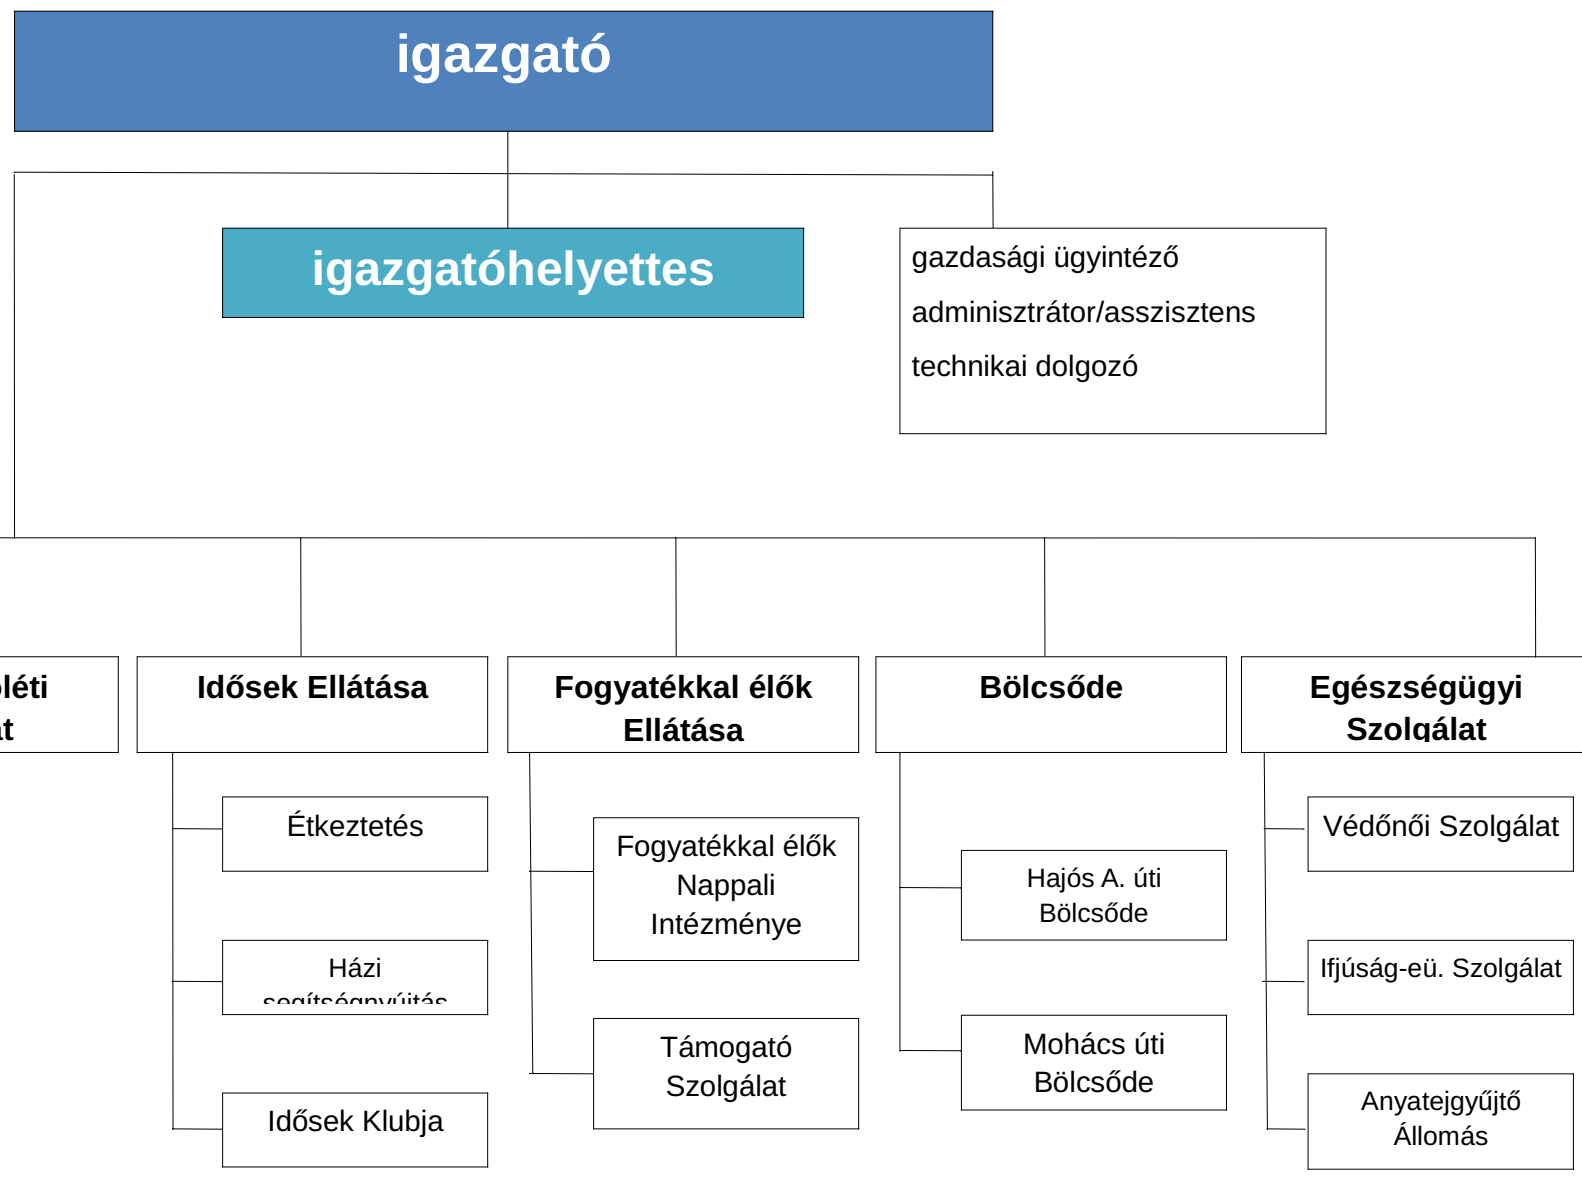 igazgató
igazgatóhelyettes
gazdasági ügyintéző
adminisztrátor/asszisztens
technikai dolgozó
Idősek Ellátása
Fogyatékkal élők
Ellátása
Bölcsőde
Egészségügyi
Szolgálat
Étkeztetés
Házi
segítségnyújtás
Idősek Klubja
Fogyatékkal élők
Nappali
Intézménye
Támogató
Szolgálat
Hajós A. úti
Bölcsőde
Mohács úti
Bölcsőde
Védőnői Szolgálat
Ifjúság-eü. Szolgálat
Anyatejgyűjtő
Állomás